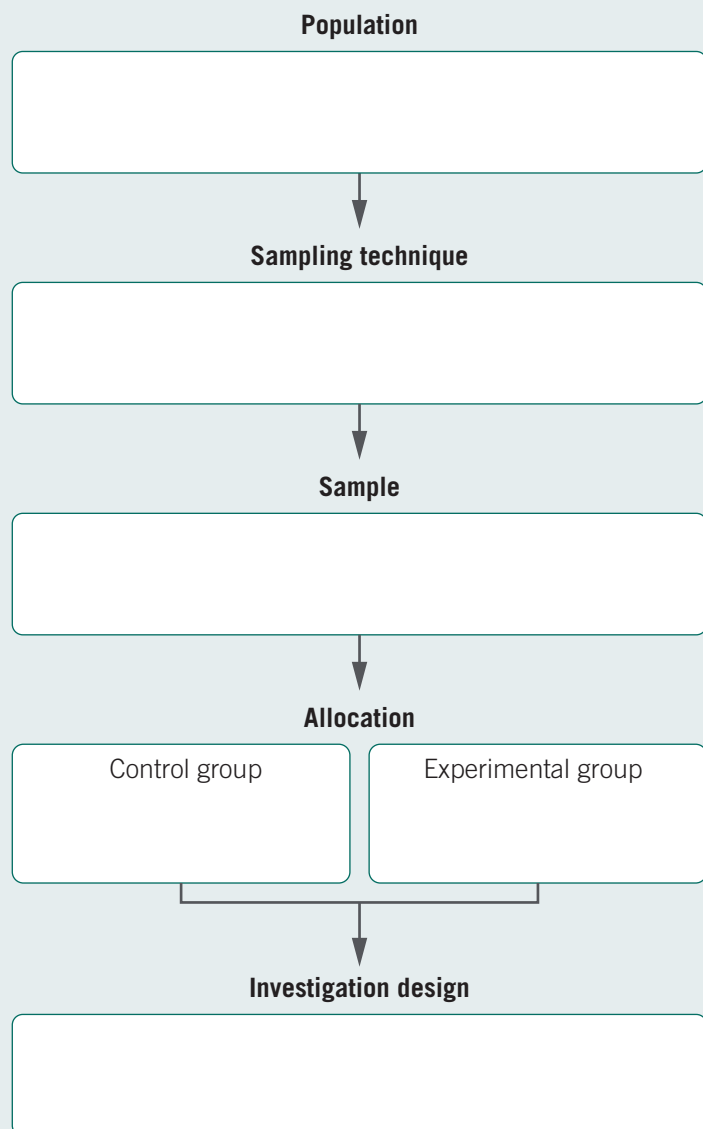 Population
Sampling technique
Sample
Allocation
Control group
Experimental group
Investigation design